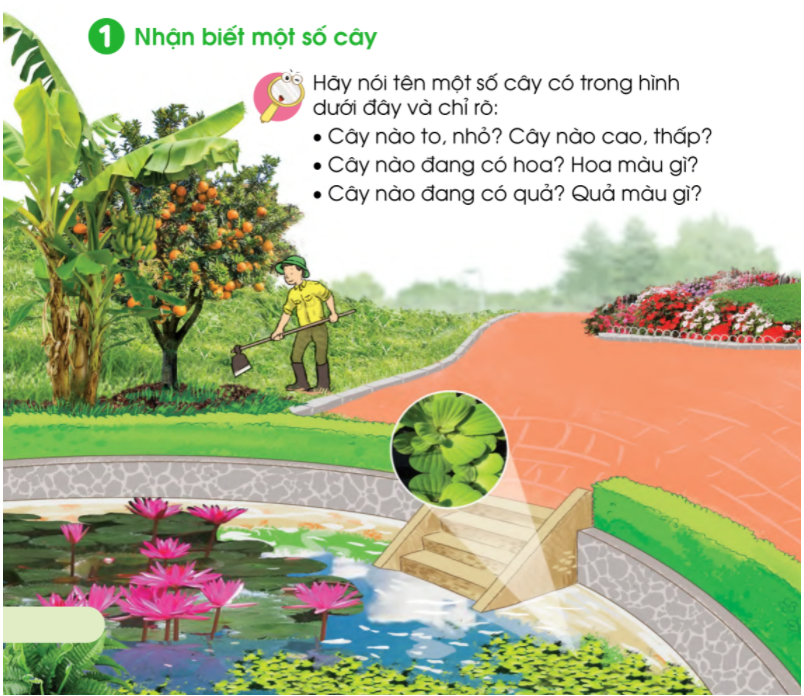 1 Nhận biết một số cây
Hãy nói tên một số cây có trong hình
dưới đây và chỉ rõ:
• Cây nào to, nhỏ? Cây nào cao, thấp?
• Cây nào đang có hoa? Hoa màu gì?
• Cây nào đang có quả? Quả màu gì?